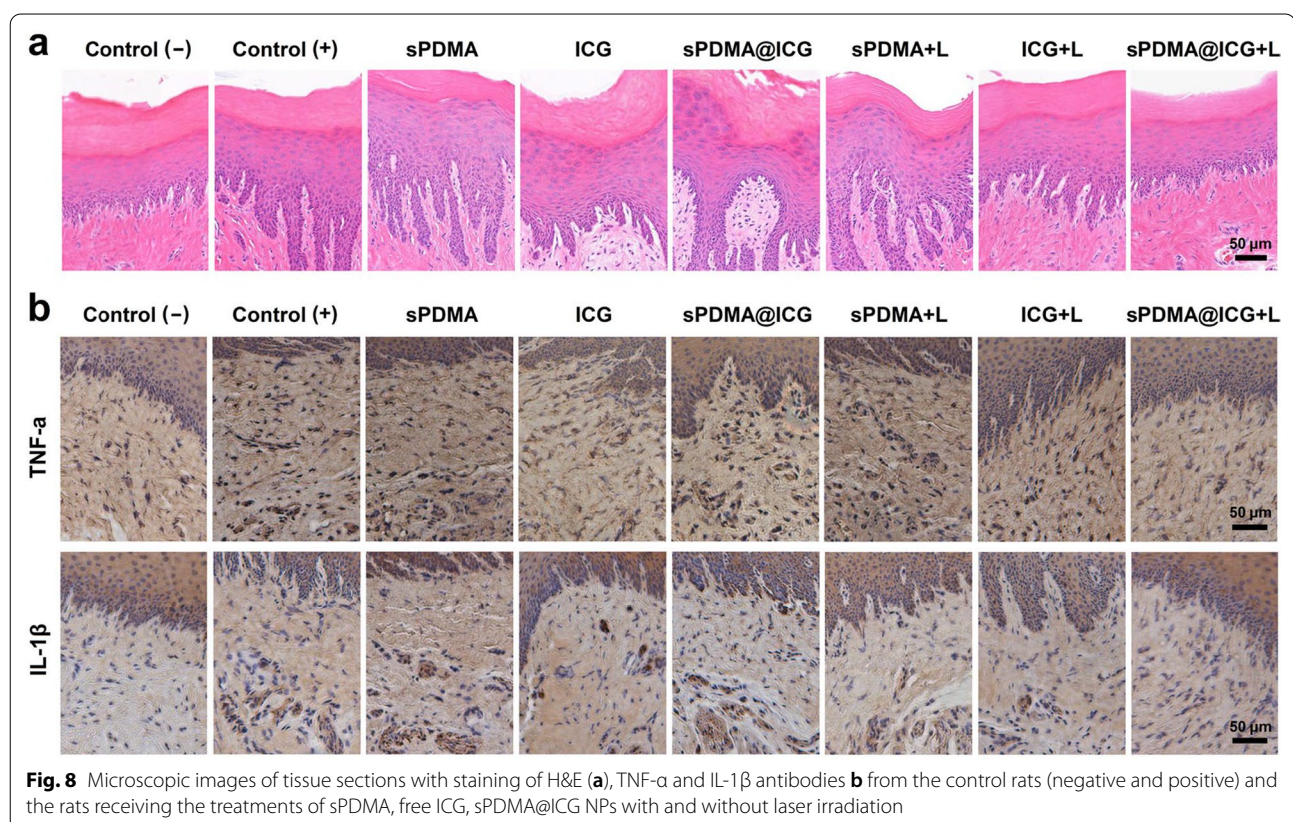 a
Control (−) Control (+) sPDMA ICG sPDMA@ICG sPDMA+L ICG+L sPDMA@ICG+L
50 µm
b
Control (−) Control (+) sPDMA ICG sPDMA@ICG sPDMA+L ICG+L sPDMA@ICG+L
TNF-a
50 µm
IL-1β
50 µm
Fig. 8 Microscopic images of tissue sections with staining of H&E (a), TNF-α and IL-1β antibodies b from the control rats (negative and positive) and
the rats receiving the treatments of sPDMA, free ICG, sPDMA@ICG NPs with and without laser irradiation